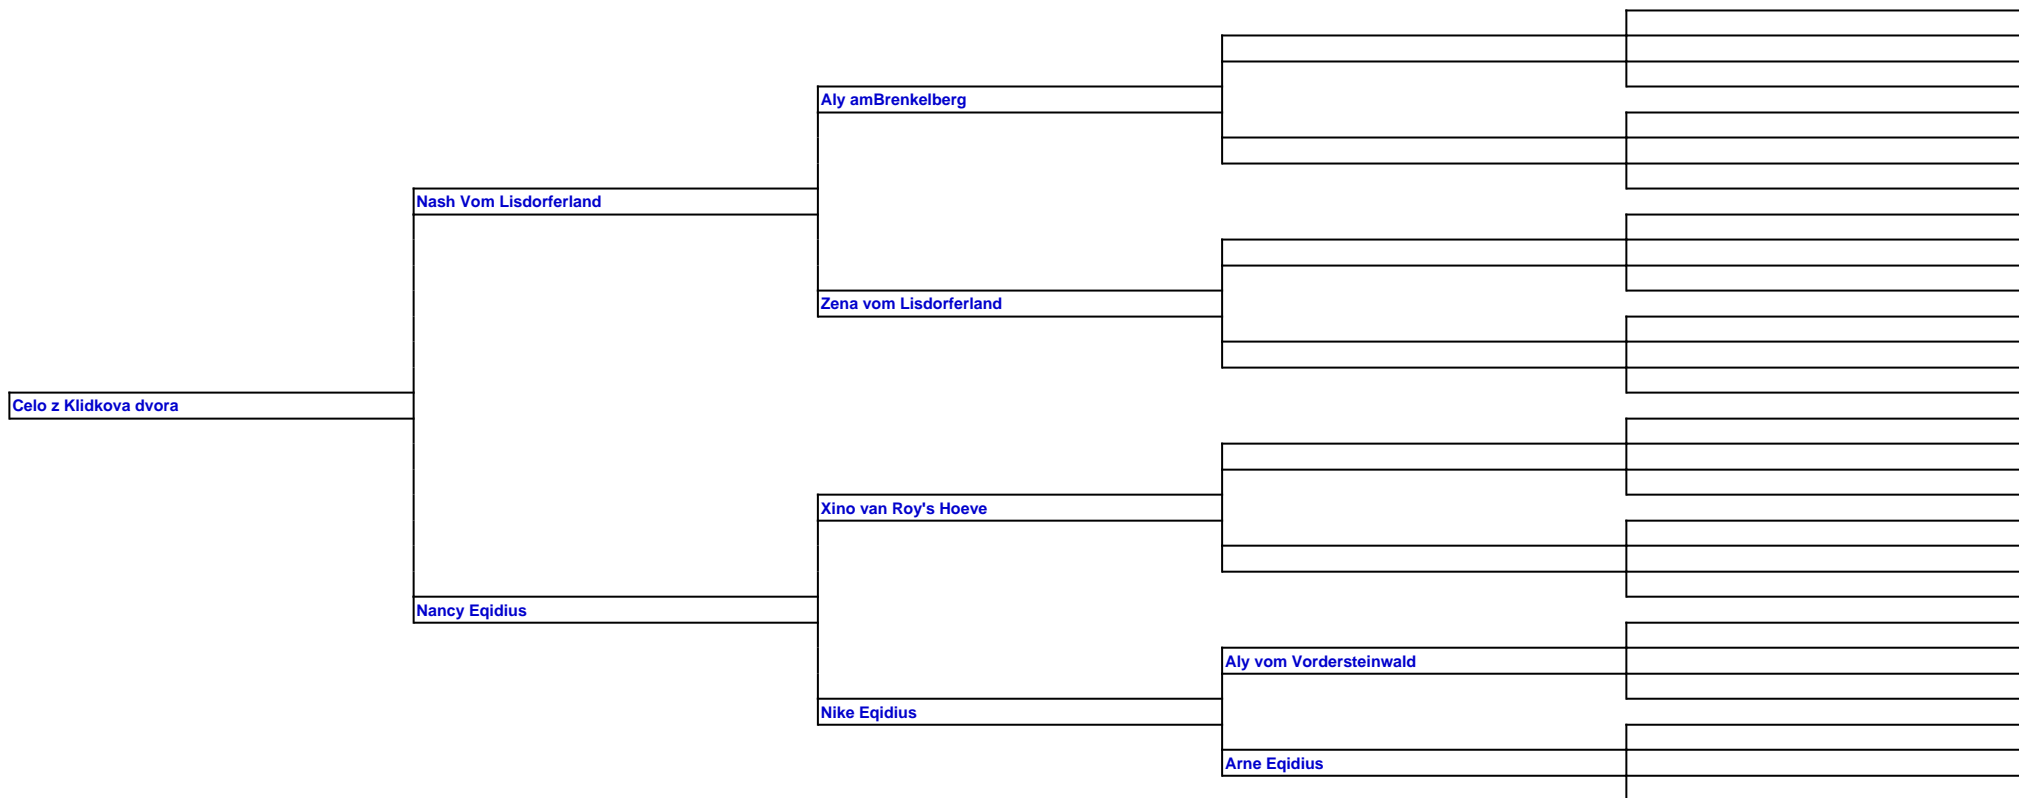 Aly amBrenkelberg
Nash Vom Lisdorferland
Zena vom Lisdorferland
Celo z Klidkova dvora
Xino van Roy's Hoeve
Nancy Eqidius
Aly vom Vordersteinwald
Nike Eqidius
Arne Eqidius